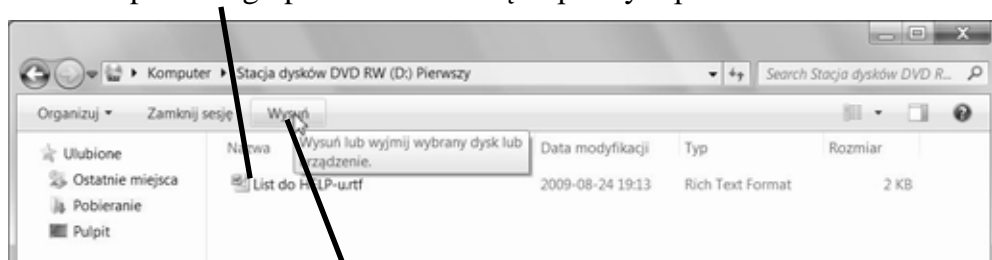 Komputer ▸ Stacja dysków DVD RW (D:) Pierwszy
Search Stacja dysków DVD R...
Organizuj Zamknij sesję Wysuń
Wysuń lub wyjmij wybrany dysk lub
urządzenie.
Ulubione
Ostatnie miejsca
Pobieranie
Pulpit
Nazwa Data modyfikacji Typ Rozmiar
List do HELP-u.rtf 2009-08-24 19:13 Rich Text Format 2 KB